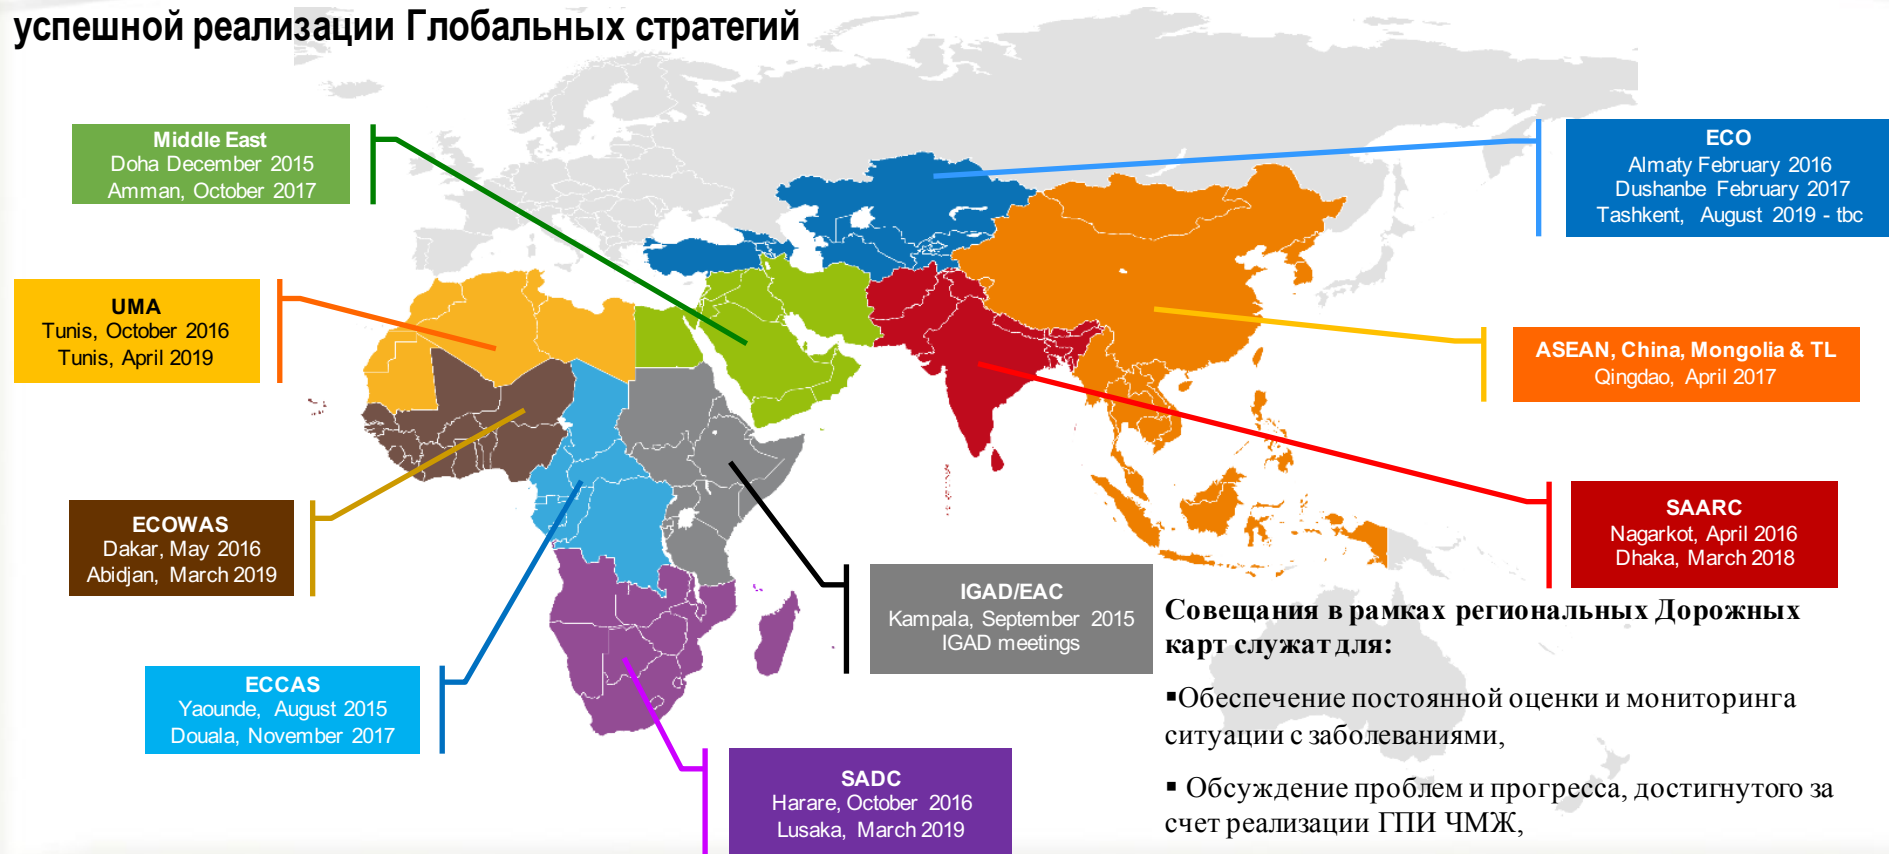 успешной реализации Глобальных стратегий
Middle East
Doha December 2015
Amman, October 2017
ECO
Almaty February 2016
Dushanbe February 2017
Tashkent, August 2019 - tbc
UMA
Tunis, October 2016
Tunis, April 2019
ASEAN, China, Mongolia & TL
Qingdao, April 2017
ECOWAS
Dakar, May 2016
Abidjan, March 2019
SAARC
Nagarkot, April 2016
Dhaka, March 2018
IGAD/EAC
Kampala, September 2015
IGAD meetings
ECCAS
Yaounde, August 2015
Douala, November 2017
SADC
Harare, October 2016
Lusaka, March 2019
Совещания в рамках региональных Дорожных
карт служат для:
▪Обеспечение постоянной оценки и мониторинга
ситуации с заболеваниями,
▪ Обсуждение проблем и прогресса, достигнутого за
счет реализации ГПИ ЧМЖ,